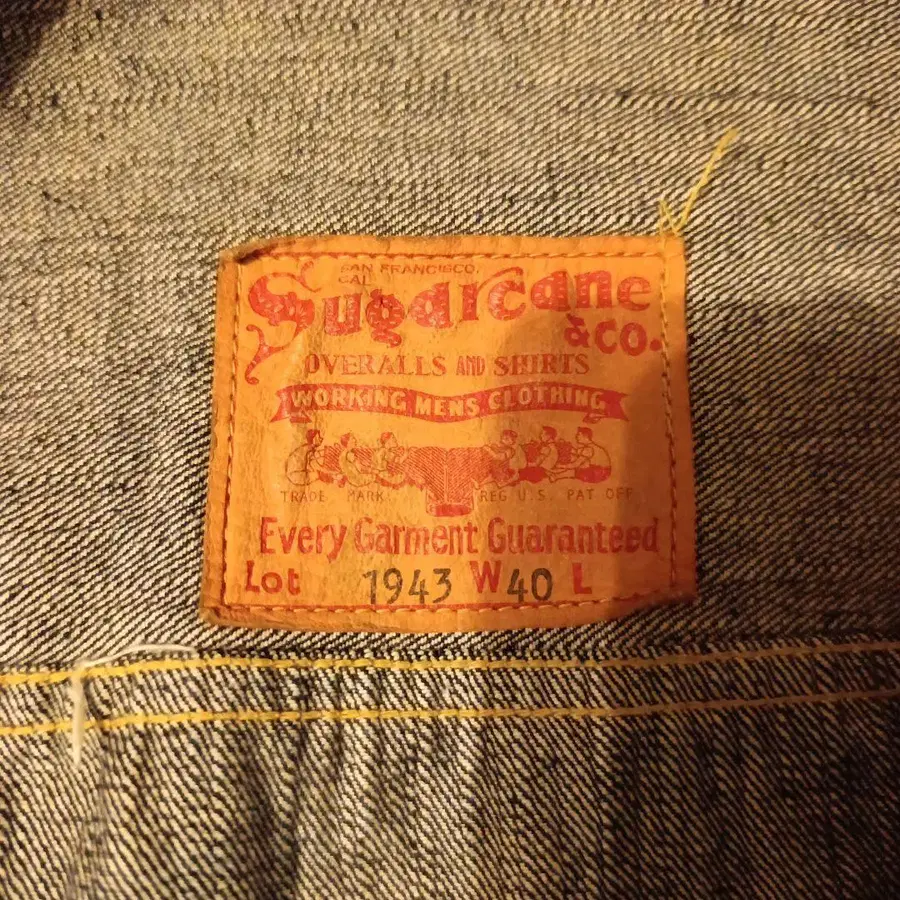 SAN FRANCISCO,
CAL.
Sugarcane
& CO.
OVERALLS AND SHIRTS
WORKING MENS CLOTHING
TRADE MARK REG U.S. PAT OFF
Every Garment Guaranteed
Lot 1943 W 40 L